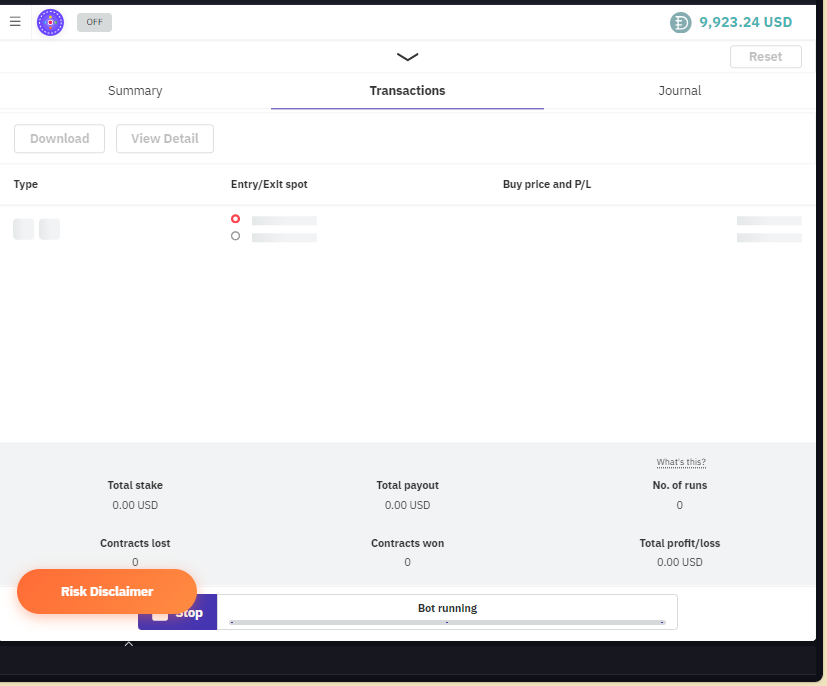 OFF
9,923.24 USD
Reset
Summary
Transactions
Journal
Download
View Detail
Type
Entry/Exit spot
Buy price and P/L
What's this?
Total stake
Total payout
No. of runs
0.00 USD
0.00 USD
0
Contracts lost
Contracts won
Total profit/loss
0
0
0.00 USD
Risk Disclaimer
Stop
Bot running